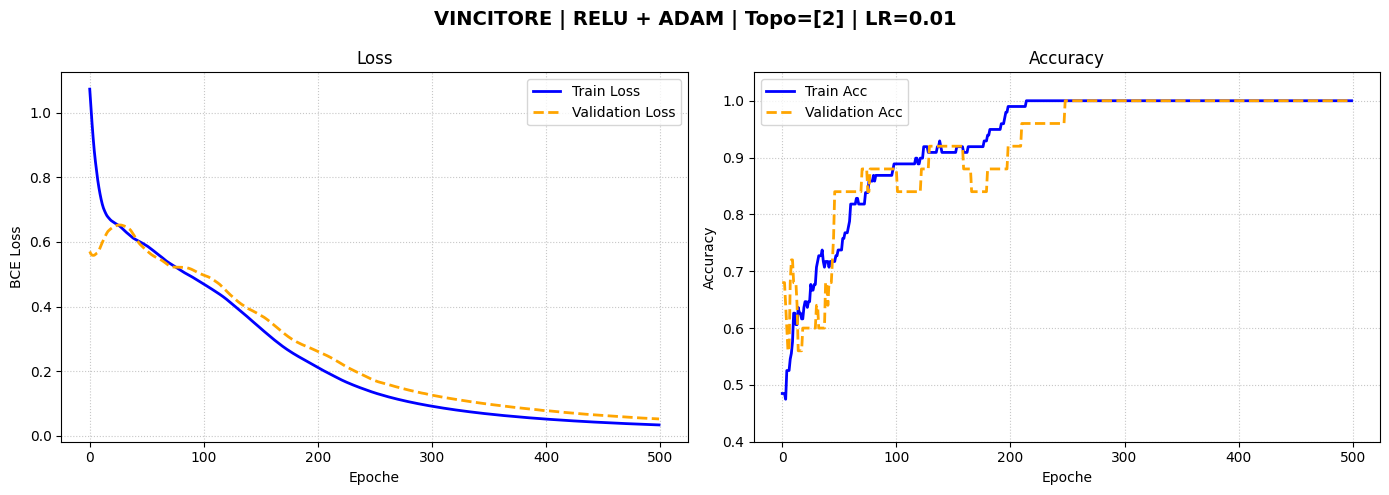 VINCITORE | RELU + ADAM | Topo=[2] | LR=0.01
Loss
BCE Loss
1.0
0.8
0.6
0.4
0.2
0.0
Train Loss
Validation Loss
0 100 200 300 400 500
Epoche
Accuracy
Accuracy
1.0
0.9
0.8
0.7
0.6
0.5
0.4
Train Acc
Validation Acc
0 100 200 300 400 500
Epoche